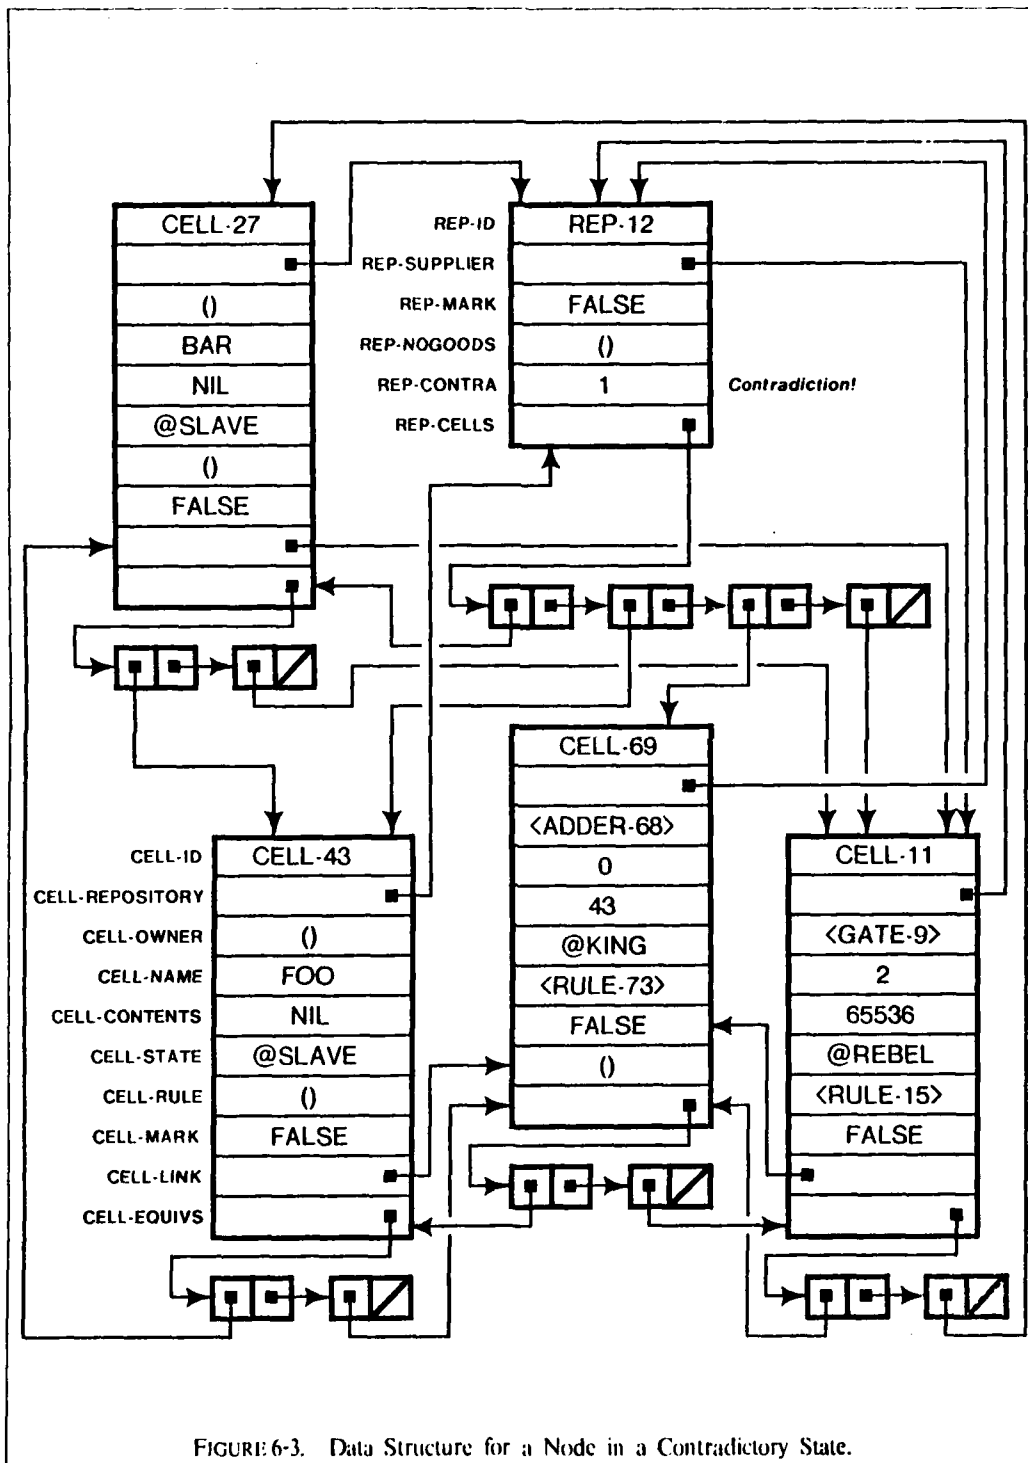 CELL-27
()
BAR
NIL
@SLAVE
()
FALSE
REP-ID REP-12
REP-SUPPLIER
REP-MARK FALSE
REP-NOGOODS ()
REP-CONTRA 1 Contradiction!
REP-CELLS
CELL-69
<ADDER-68>
0
43
@KING
<RULE-73>
FALSE
()
CELL-ID CELL-43
CELL-REPOSITORY
CELL-OWNER ()
CELL-NAME FOO
CELL-CONTENTS NIL
CELL-STATE @SLAVE
CELL-RULE ()
CELL-MARK FALSE
CELL-LINK
CELL-EQUIVS
CELL-11
<GATE-9>
2
65536
@REBEL
<RULE-15>
FALSE
FIGURE 6-3. Data Structure for a Node in a Contradictory State.